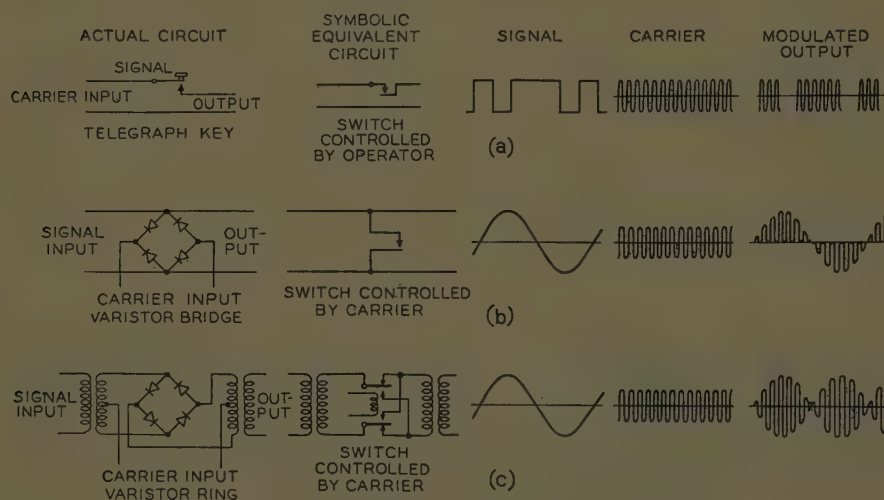 ACTUAL CIRCUIT
SYMBOLIC
EQUIVALENT
CIRCUIT
SIGNAL
CARRIER
MODULATED
OUTPUT
SIGNAL
CARRIER INPUT
OUTPUT
TELEGRAPH KEY
SWITCH
CONTROLLED
BY OPERATOR
(a)
SIGNAL
INPUT
OUT-
PUT
CARRIER INPUT
VARISTOR BRIDGE
SWITCH CONTROLLED
BY CARRIER
(b)
SIGNAL
INPUT
OUT-
PUT
CARRIER INPUT
VARISTOR RING
SWITCH
CONTROLLED
BY CARRIER
(c)